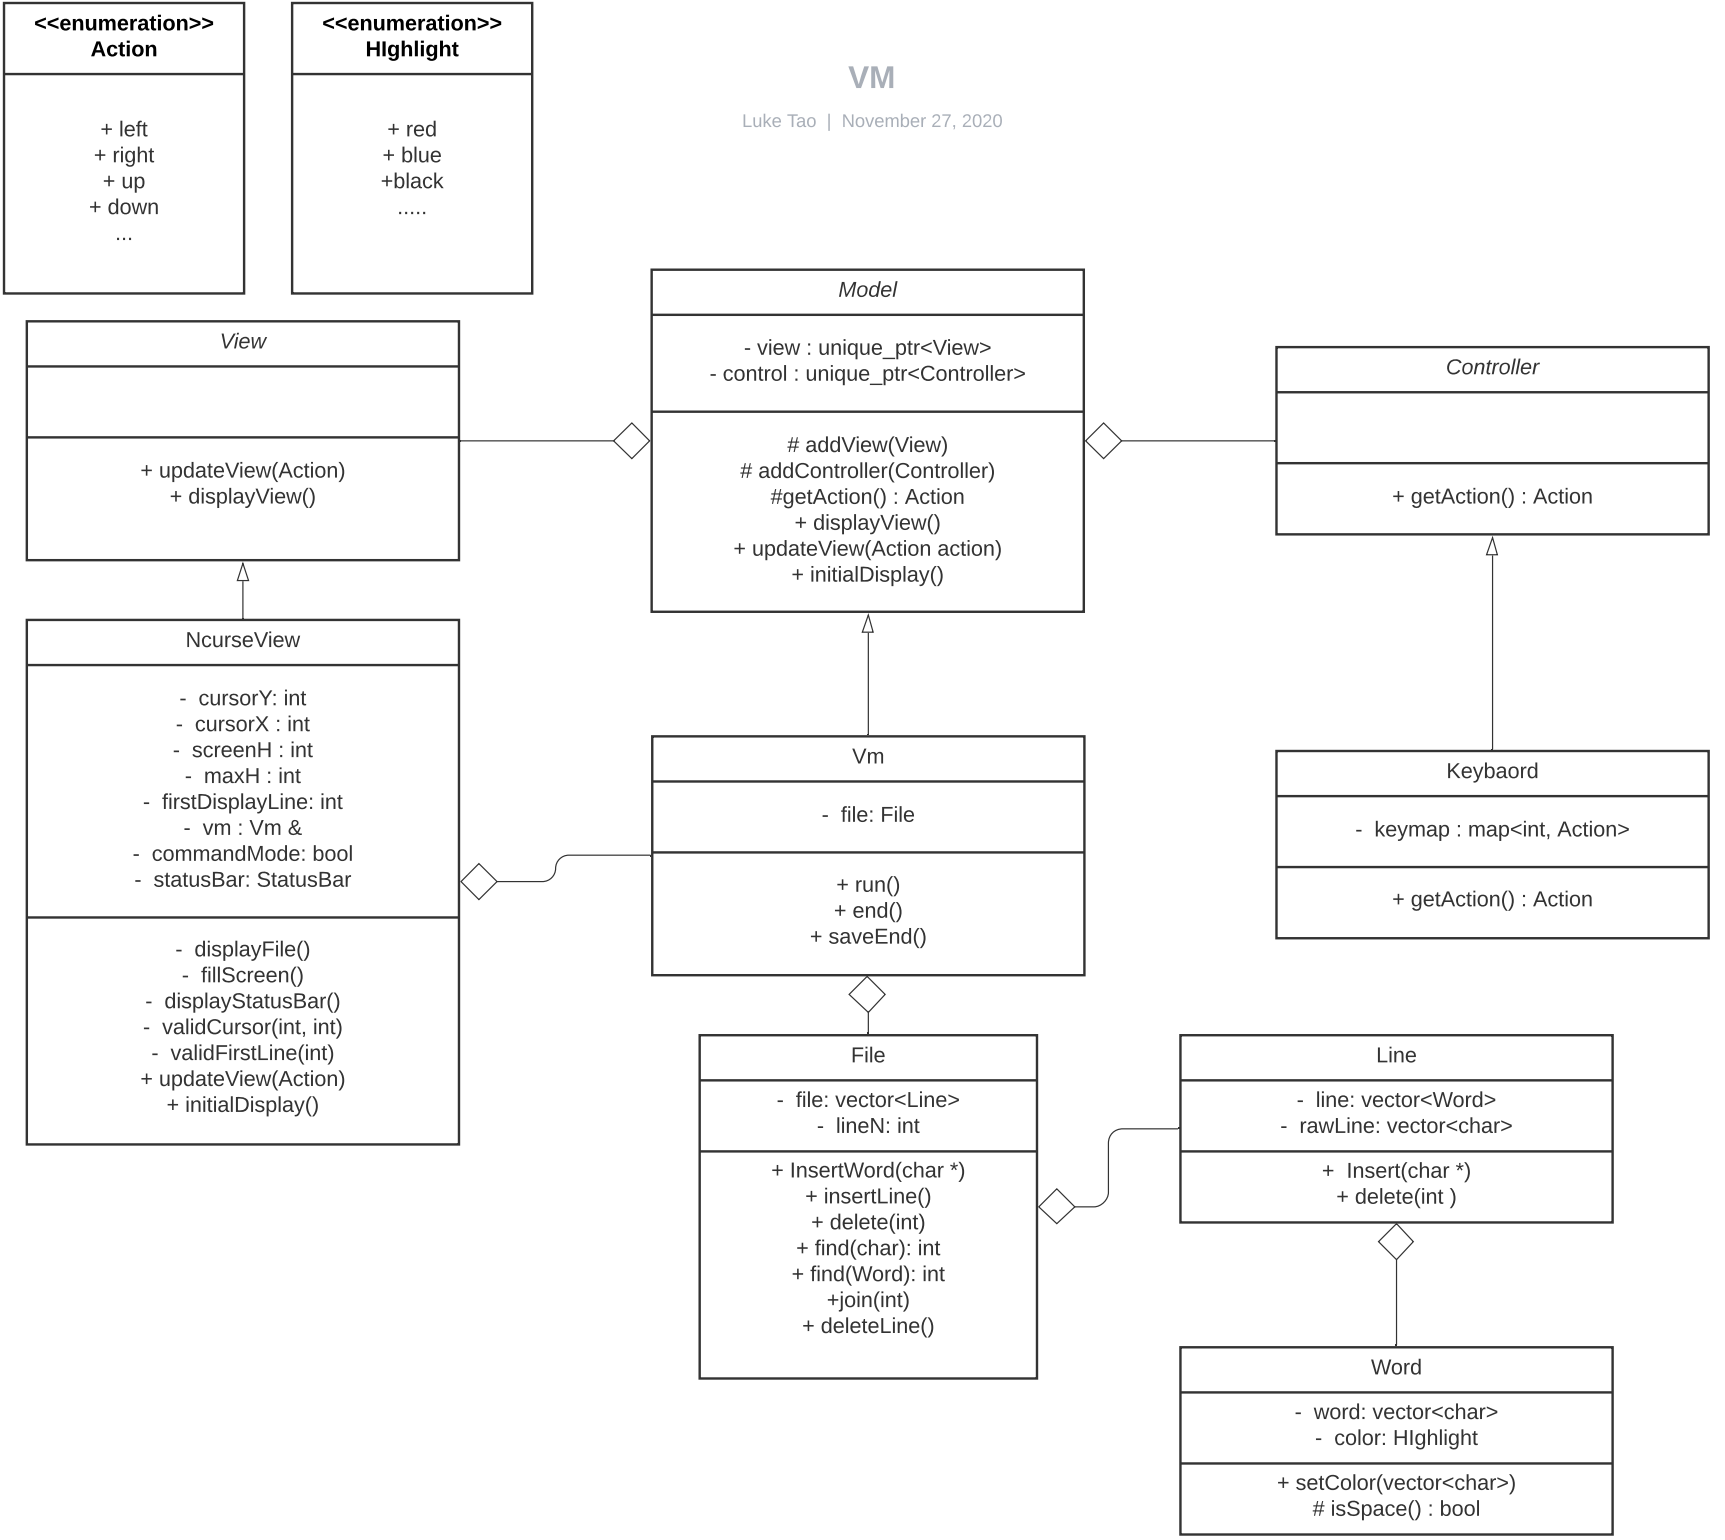 <<enumeration>>
Action
+ left
+ right
+ up
+ down
...
<<enumeration>>
HIghlight
+ red
+ blue
+black
.....
VM
Luke Tao | November 27, 2020
View
+ updateView(Action)
+ displayView()
Model
- view : unique_ptr<View>
- control : unique_ptr<Controller>
# addView(View)
# addController(Controller)
#getAction() : Action
+ displayView()
+ updateView(Action action)
+ initialDisplay()
Controller
+ getAction() : Action
NcurseView
- cursorY: int
- cursorX : int
- screenH : int
- maxH : int
- firstDisplayLine: int
- vm : Vm &
- commandMode: bool
- statusBar: StatusBar
- displayFile()
- fillScreen()
- displayStatusBar()
- validCursor(int, int)
- validFirstLine(int)
+ updateView(Action)
+ initialDisplay()
Vm
- file: File
+ run()
+ end()
+ saveEnd()
Keybaord
- keymap : map<int, Action>
+ getAction() : Action
File
- file: vector<Line>
- lineN: int
+ InsertWord(char *)
+ insertLine()
+ delete(int)
+ find(char): int
+ find(Word): int
+join(int)
+ deleteLine()
Line
- line: vector<Word>
- rawLine: vector<char>
+ Insert(char *)
+ delete(int )
Word
- word: vector<char>
- color: HIghlight
+ setColor(vector<char>)
# isSpace() : bool